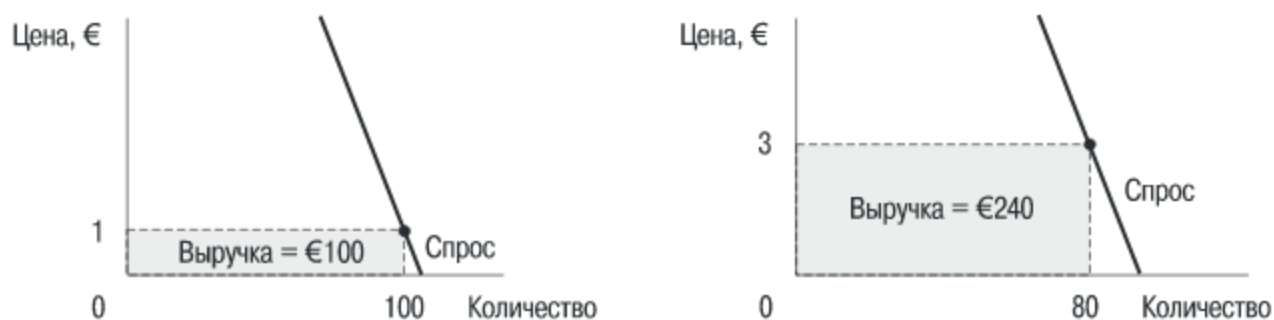 Цена, €
1
Выручка = €100
Спрос
0
100
Количество
Цена, €
3
Выручка = €240
Спрос
0
80
Количество